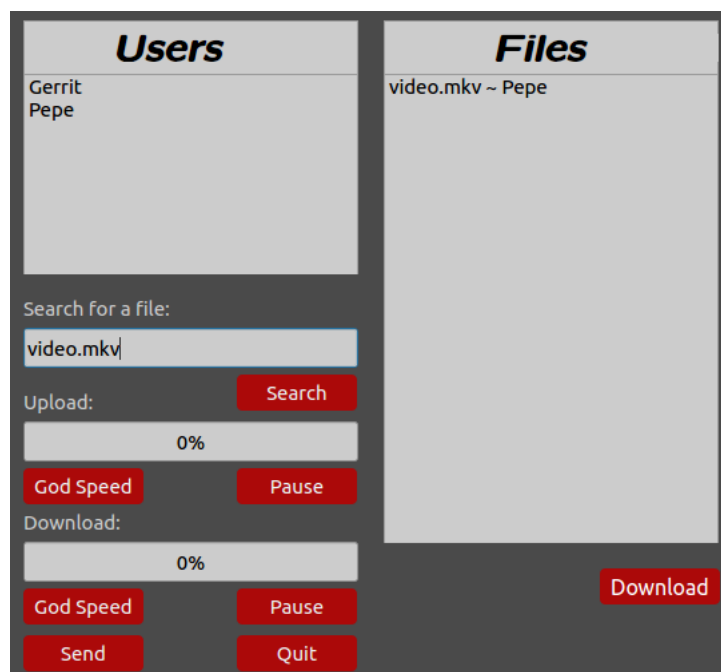 Users
Gerrit
Pepe
Search for a file:
video.mkv
Search
Upload:
0%
God Speed
Pause
Download:
0%
God Speed
Pause
Send
Quit
Files
video.mkv ~ Pepe
Download